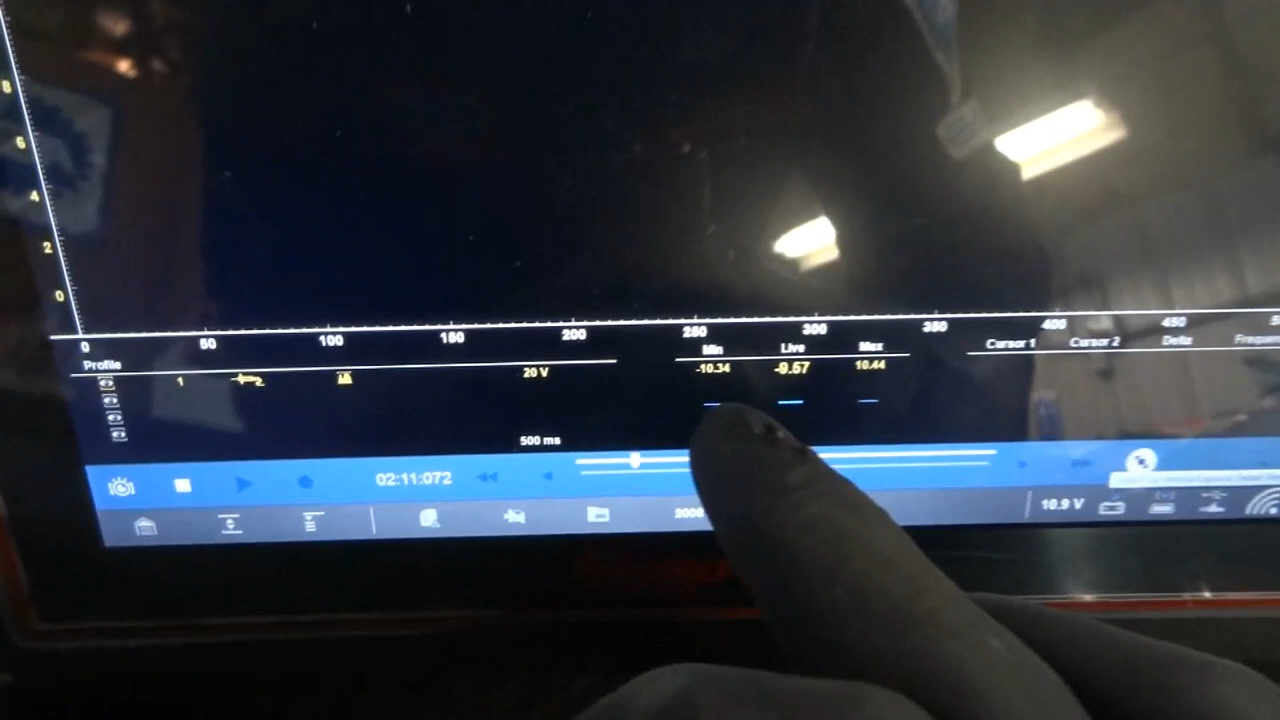 8
6
4
2
0
0 50 100 150 200 250 300 350 400 450
Profile Min Live Max Cursor 1 Cursor 2 Delta
1 20 V -10.34 -9.57 10.44
500 ms
02:11:072
10.9 V